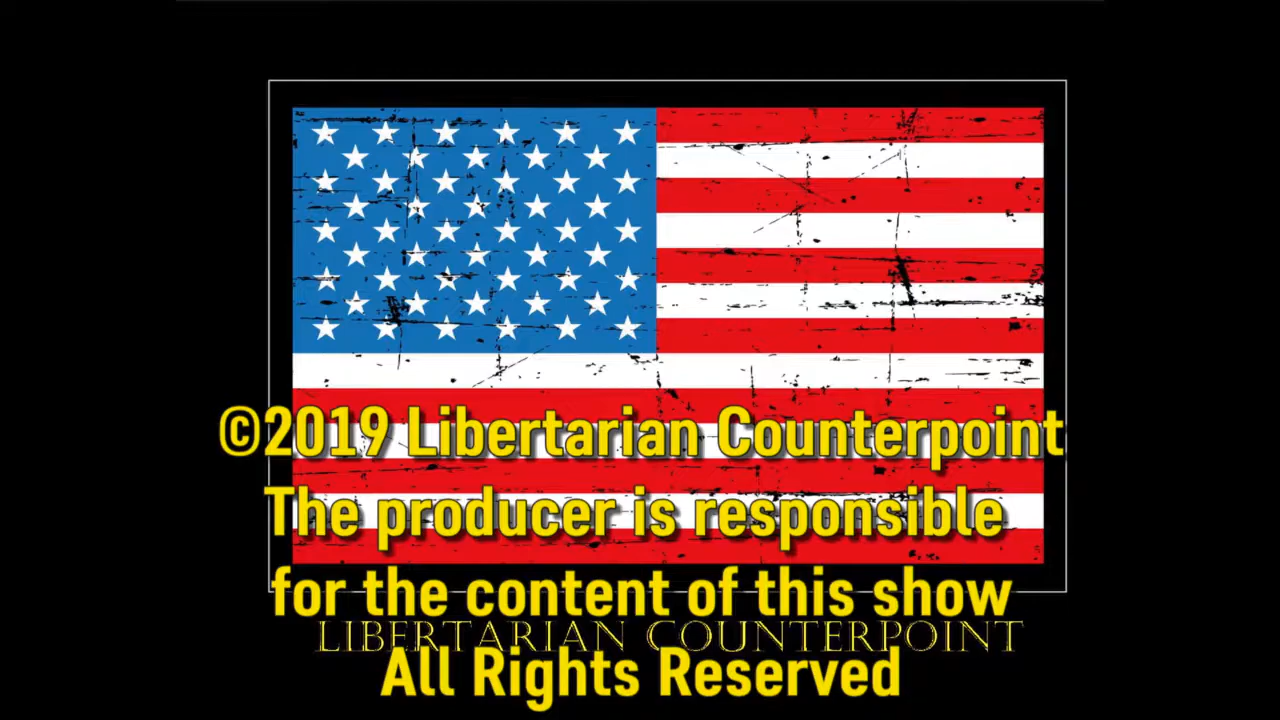 ©2019 Libertarian Counterpoint
The producer is responsible
for the content of this show
LIBERTARIAN COUNTERPOINT
All Rights Reserved